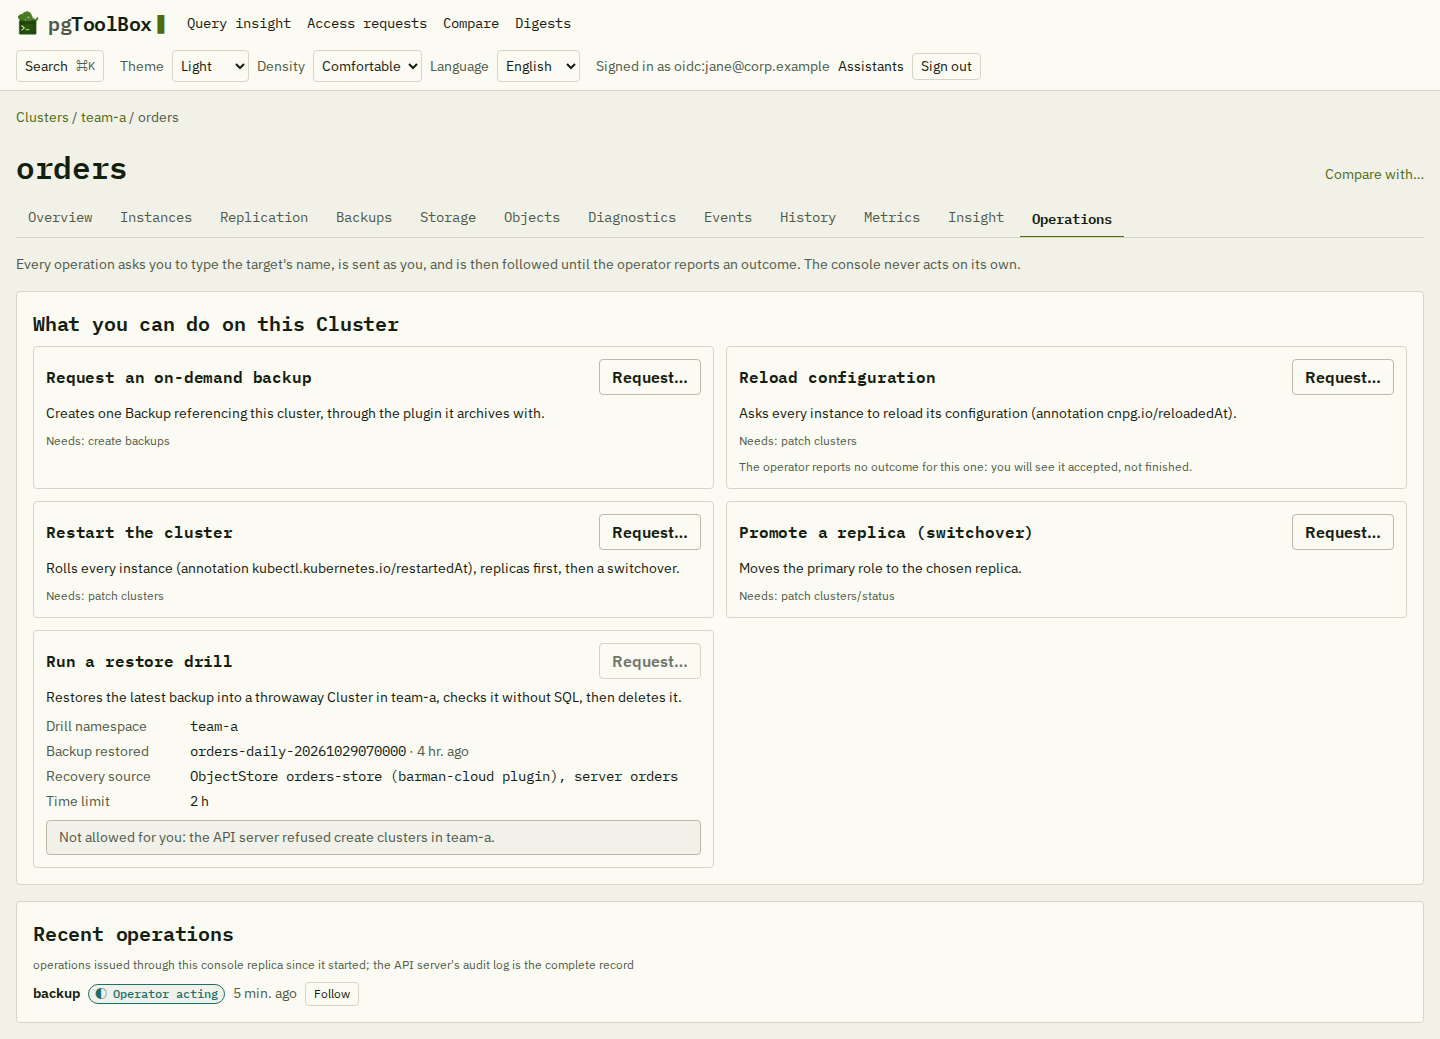 pgToolBox
Query insight Access requests Compare Digests
Search ⌘K Theme Light Density Comfortable Language English Signed in as oidc:jane@corp.example Assistants Sign out
Clusters / team-a / orders
orders
Compare with...
Overview Instances Replication Backups Storage Objects Diagnostics Events History Metrics Insight Operations
Every operation asks you to type the target's name, is sent as you, and is then followed until the operator reports an outcome. The console never acts on its own.
What you can do on this Cluster
Request an on-demand backup
Request...
Creates one Backup referencing this cluster, through the plugin it archives with.
Needs: create backups
Reload configuration
Request...
Asks every instance to reload its configuration (annotation cnpg.io/reloadedAt).
Needs: patch clusters
The operator reports no outcome for this one: you will see it accepted, not finished.
Restart the cluster
Request...
Rolls every instance (annotation kubectl.kubernetes.io/restartedAt), replicas first, then a switchover.
Needs: patch clusters
Promote a replica (switchover)
Request...
Moves the primary role to the chosen replica.
Needs: patch clusters/status
Run a restore drill
Request...
Restores the latest backup into a throwaway Cluster in team-a, checks it without SQL, then deletes it.
Drill namespace team-a
Backup restored orders-daily-20261029070000 · 4 hr. ago
Recovery source ObjectStore orders-store (barman-cloud plugin), server orders
Time limit 2 h
Not allowed for you: the API server refused create clusters in team-a.
Recent operations
operations issued through this console replica since it started; the API server's audit log is the complete record
backup Operator acting 5 min. ago Follow